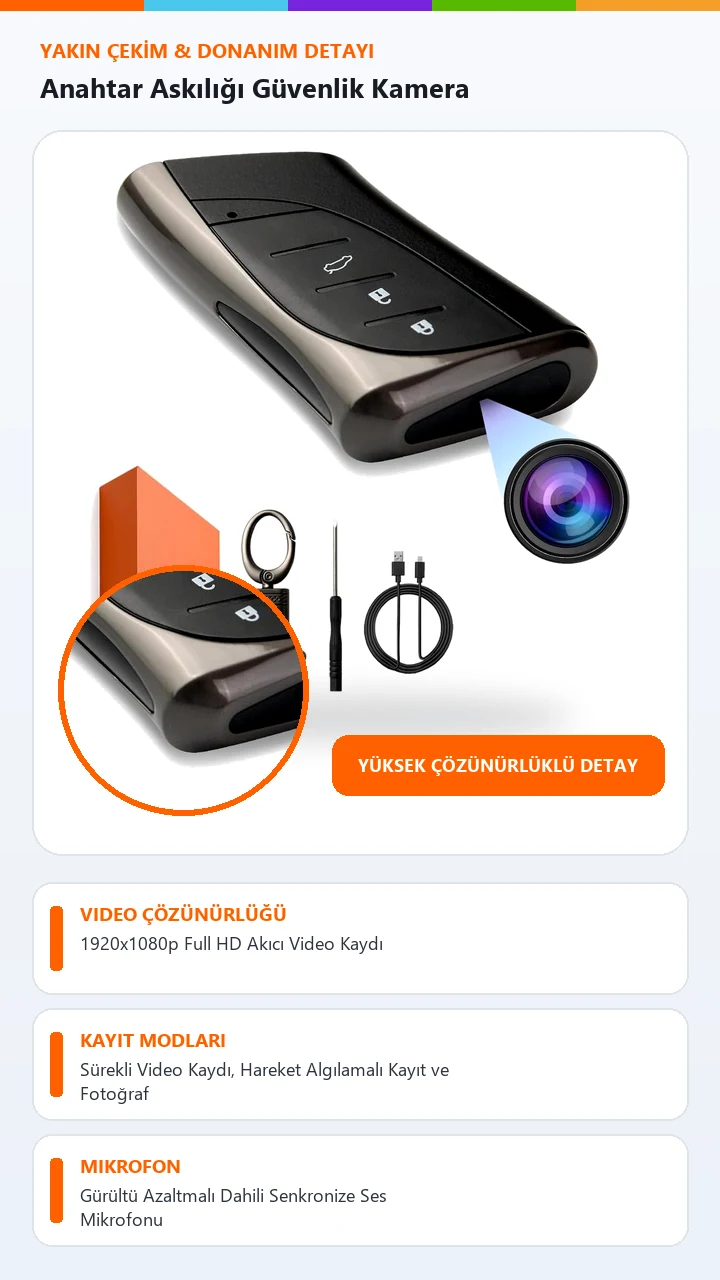 YAKIN ÇEKİM & DONANIM DETAYI
Anahtar Askılığı Güvenlik Kamera
YÜKSEK ÇÖZÜNÜRLÜKLÜ DETAY
VIDEO ÇÖZÜNÜRLÜĞÜ
1920x1080p Full HD Akıcı Video Kaydı
KAYIT MODLARI
Sürekli Video Kaydı, Hareket Algılamalı Kayıt ve
Fotoğraf
MIKROFON
Gürültü Azaltmalı Dahili Senkronize Ses
Mikrofonu